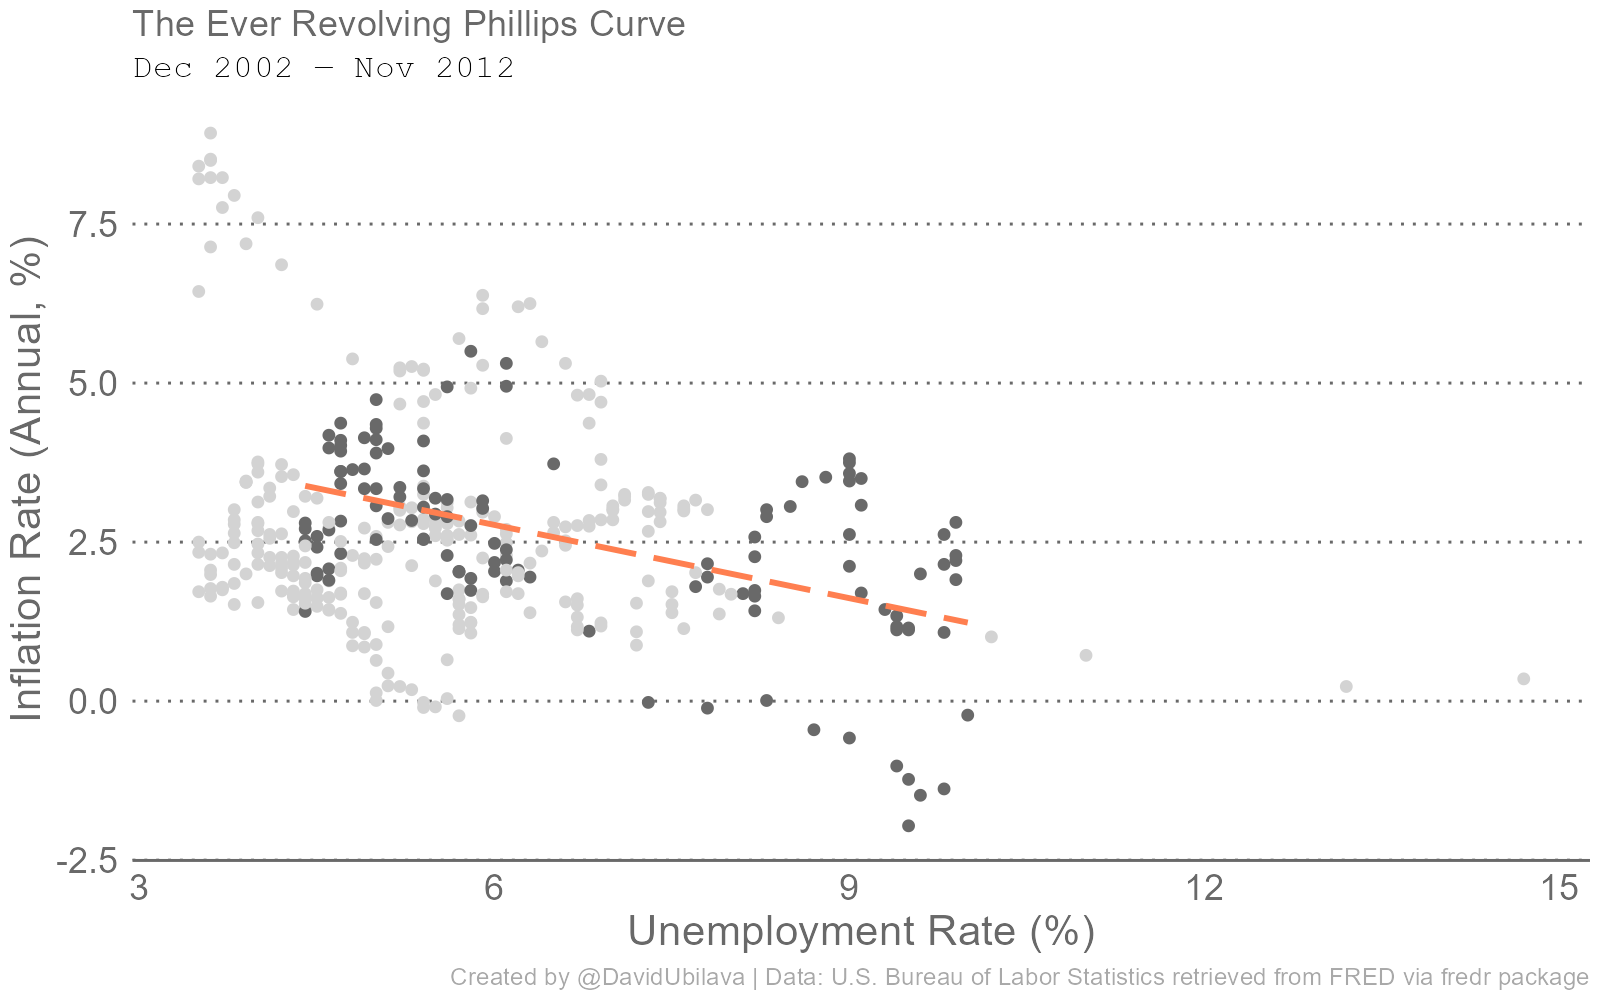 The Ever Revolving Phillips Curve
Dec 2002 — Nov 2012
Inflation Rate (Annual, %)
7.5
5.0
2.5
0.0
-2.5
3 6 9 12 15
Unemployment Rate (%)
Created by @DavidUbilava | Data: U.S. Bureau of Labor Statistics retrieved from FRED via fredr package